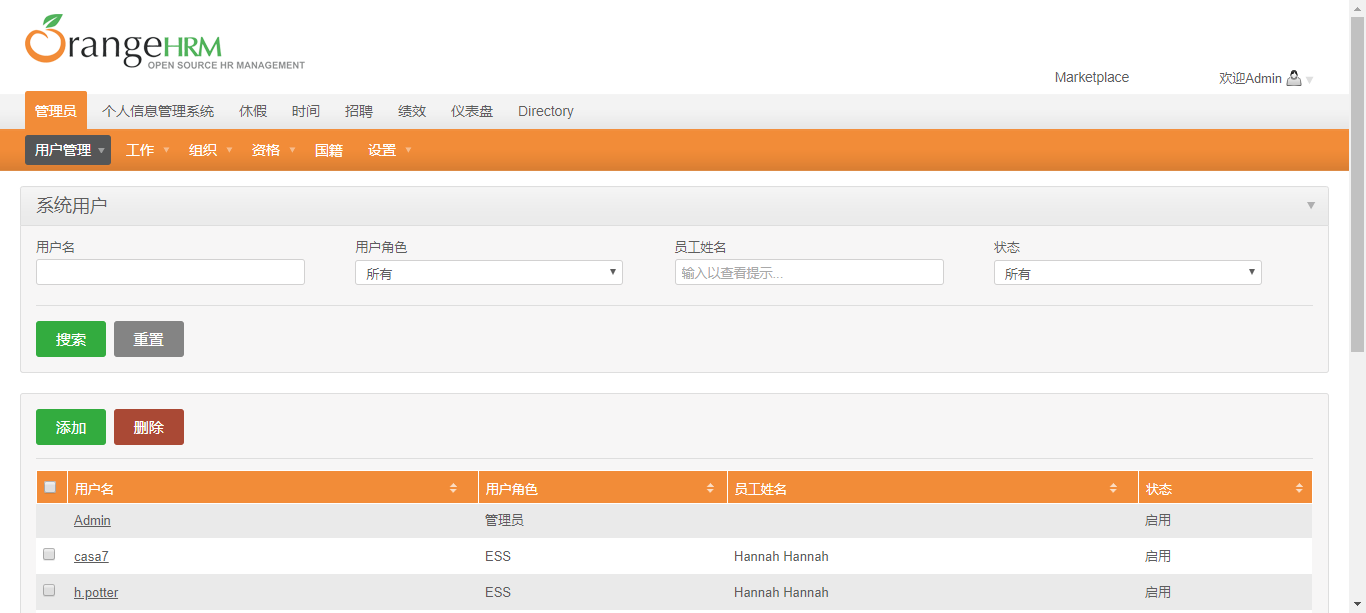 OrangeHRM
OPEN SOURCE HR MANAGEMENT
Marketplace 欢迎Admin
管理员 个人信息管理系统 休假 时间 招聘 绩效 仪表盘 Directory
用户管理 工作 组织 资格 国籍 设置
系统用户
用户名 用户角色 员工姓名 状态
所有 输入以查看提示... 所有
搜索 重置
添加 删除
用户名 用户角色 员工姓名 状态
Admin 管理员 启用
casa7 ESS Hannah Hannah 启用
h.potter ESS Hannah Hannah 启用